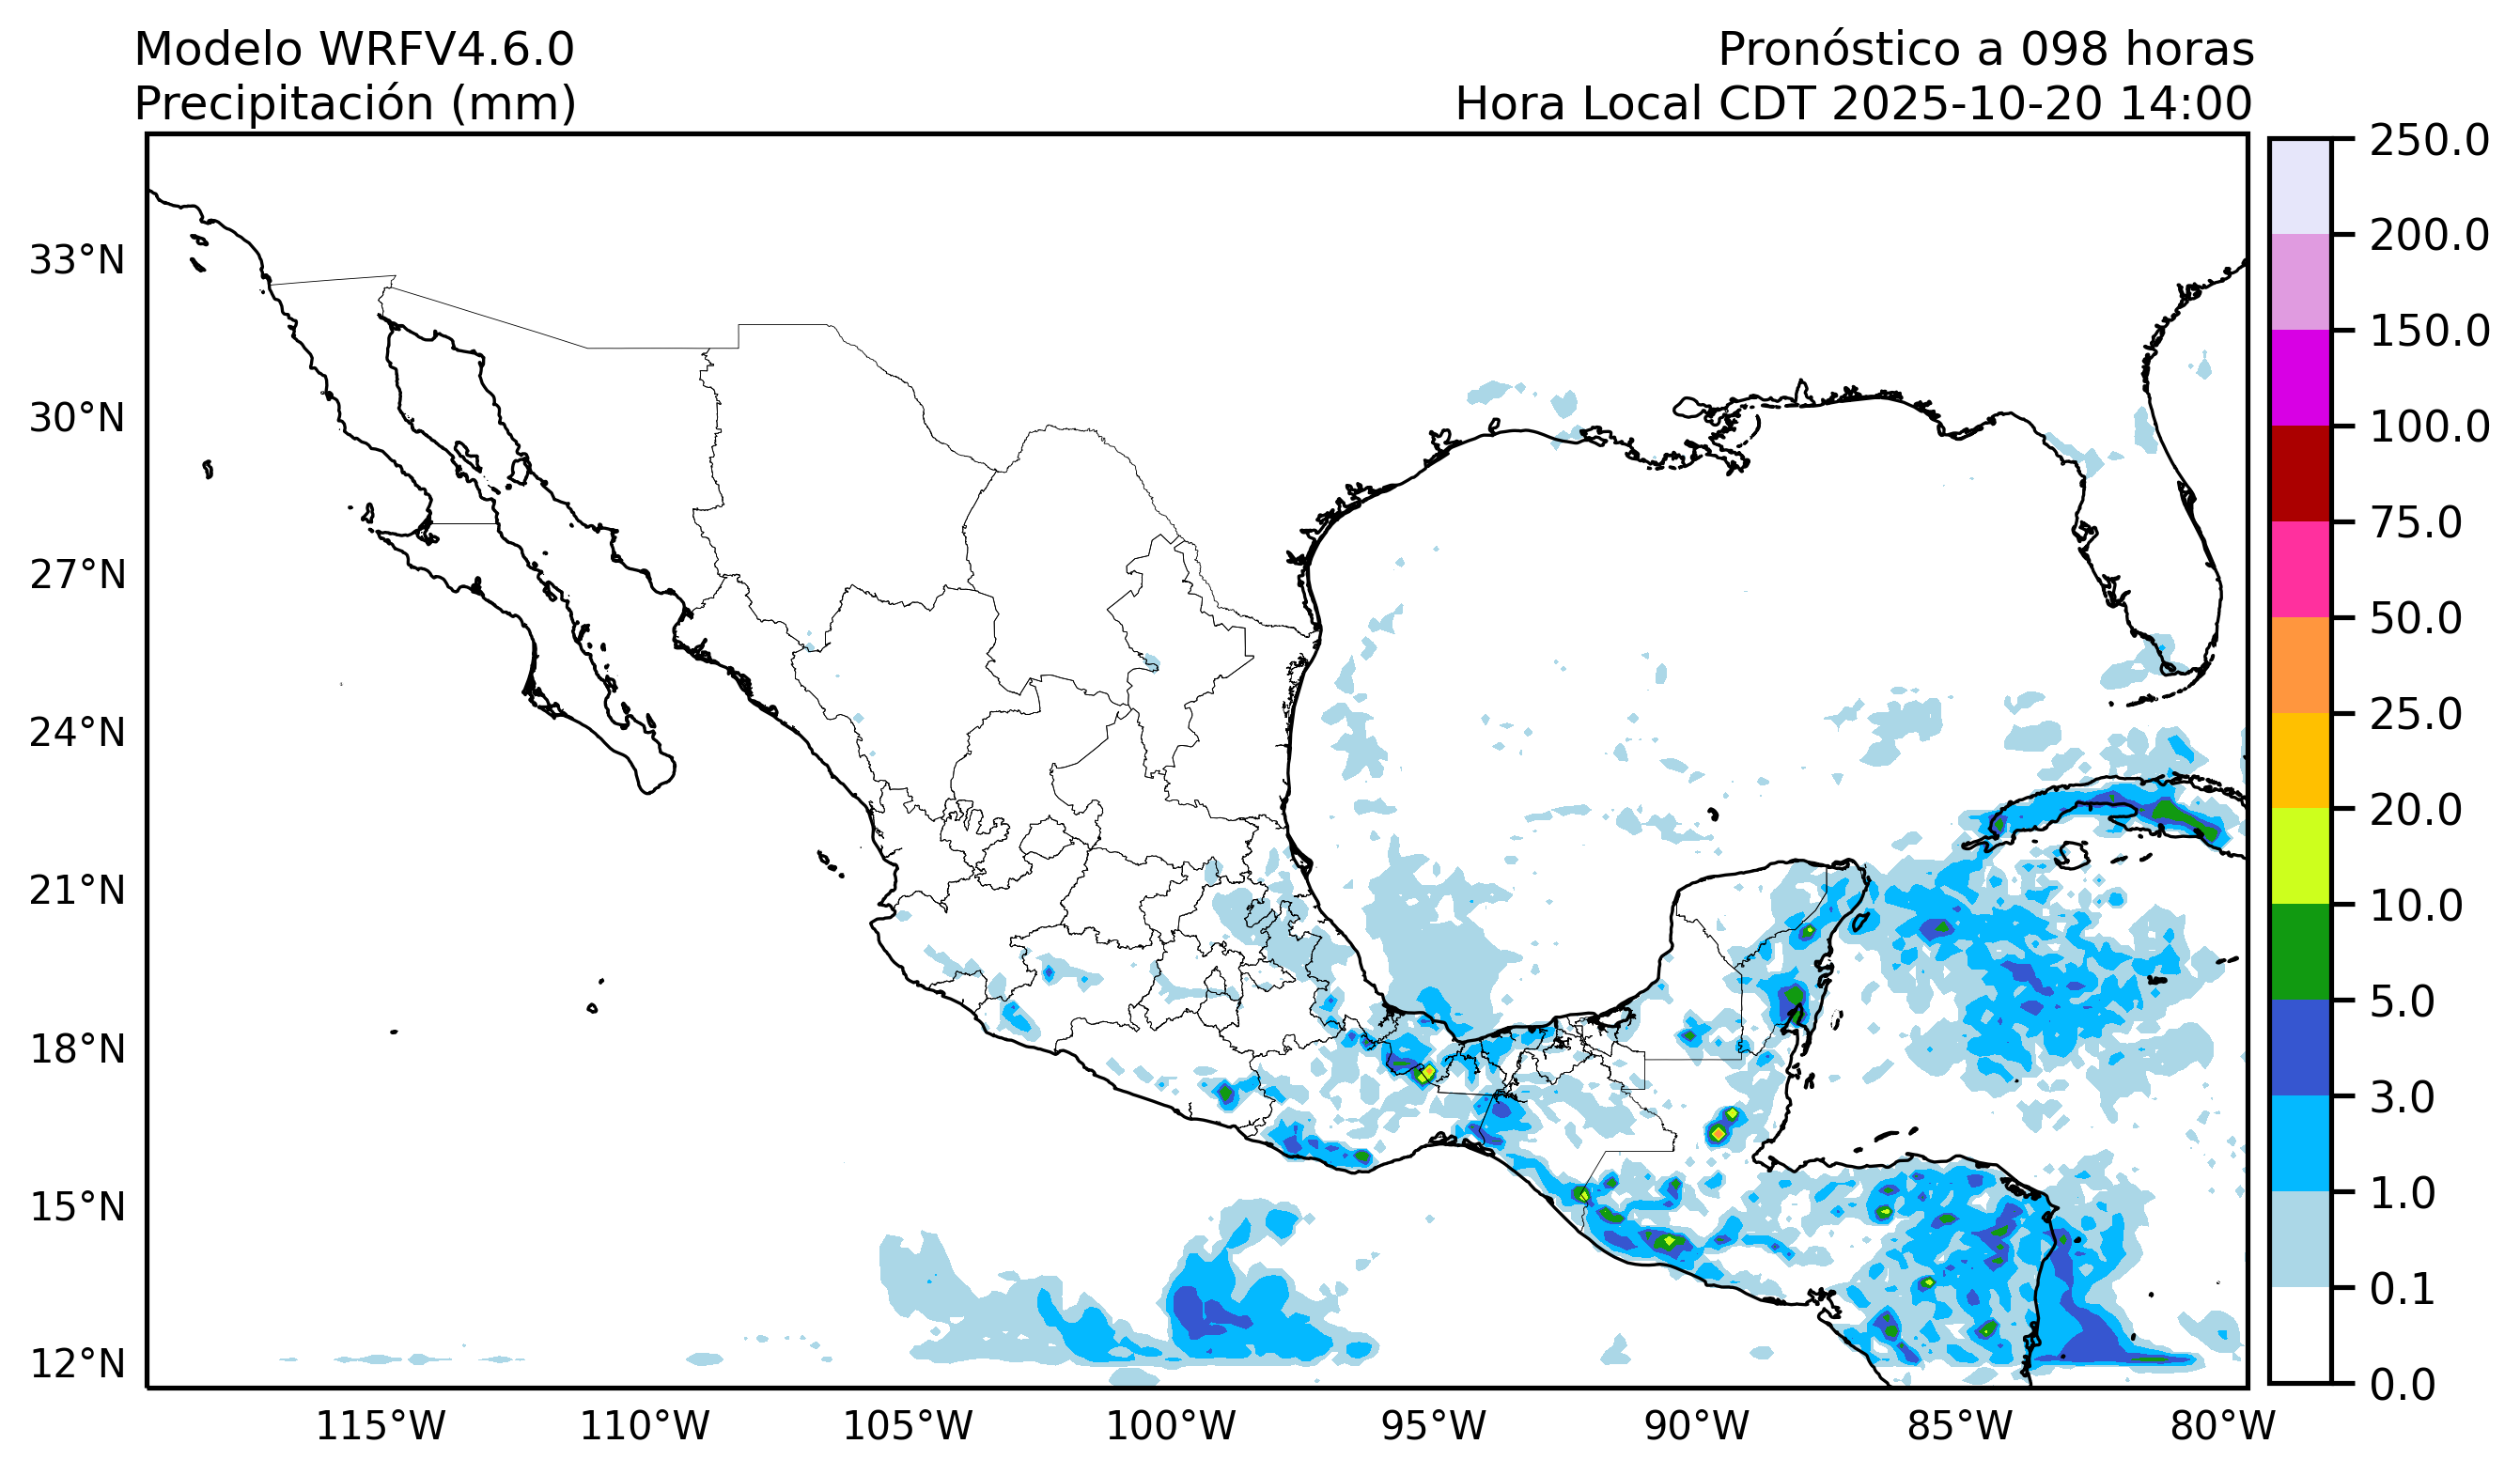 Modelo WRFV4.6.0
Precipitación (mm)
Pronóstico a 098 horas
Hora Local CDT 2025-10-20 14:00
33°N
30°N
27°N
24°N
21°N
18°N
15°N
12°N
115°W
110°W
105°W
100°W
95°W
90°W
85°W
80°W
250.0
200.0
150.0
100.0
75.0
50.0
25.0
20.0
10.0
5.0
3.0
1.0
0.1
0.0